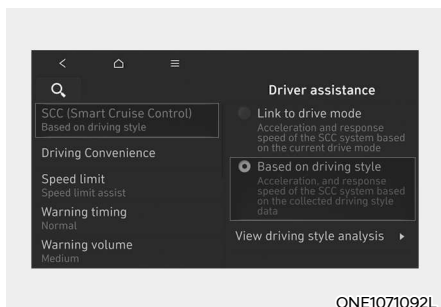 Driver assistance
SCC (Smart Cruise Control)
Based on driving style
Driving Convenience
Speed limit
Speed limit assist
Warning timing
Normal
Warning volume
Medium
Link to drive mode
Acceleration and response
speed of the SCC system based
on the current drive mode
Based on driving style
Acceleration, and response
speed of the SCC system based
on the collected driving style
data
View driving style analysis
ONE1071092L